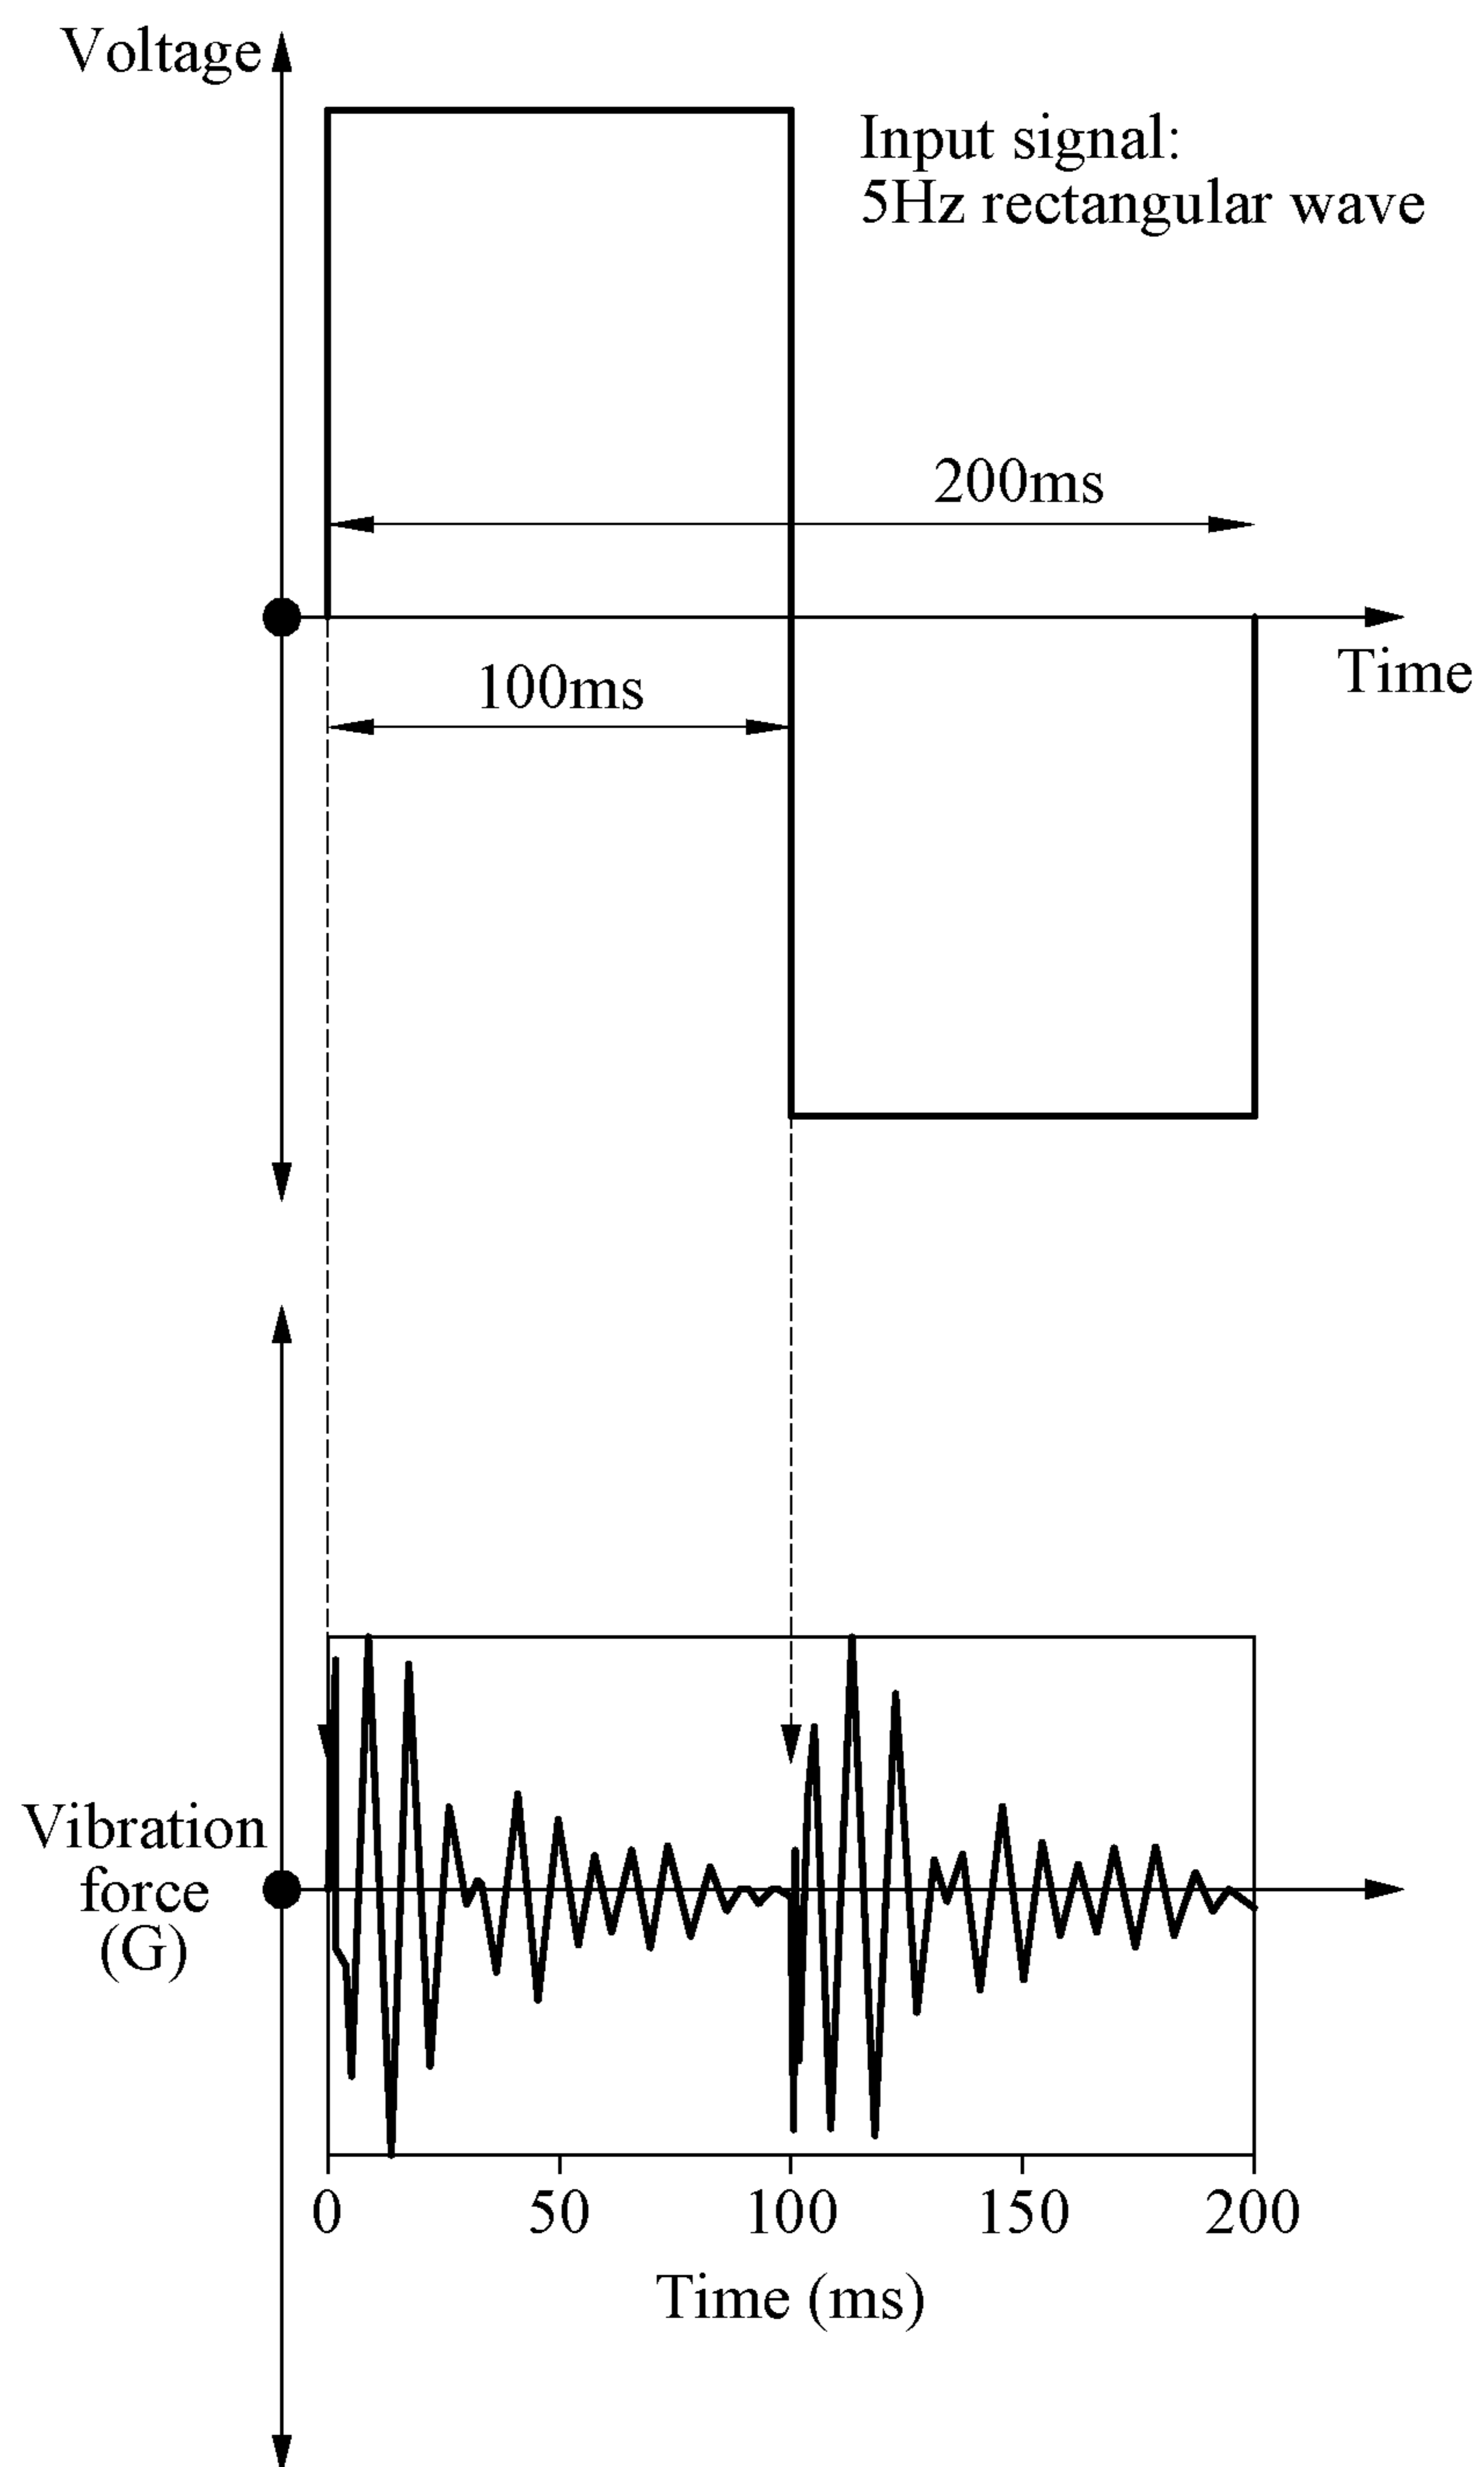 Voltage
Input signal:
5Hz rectangular wave
200ms
Time
100ms
Vibration
force
(G)
0 50 100 150 200
Time (ms)